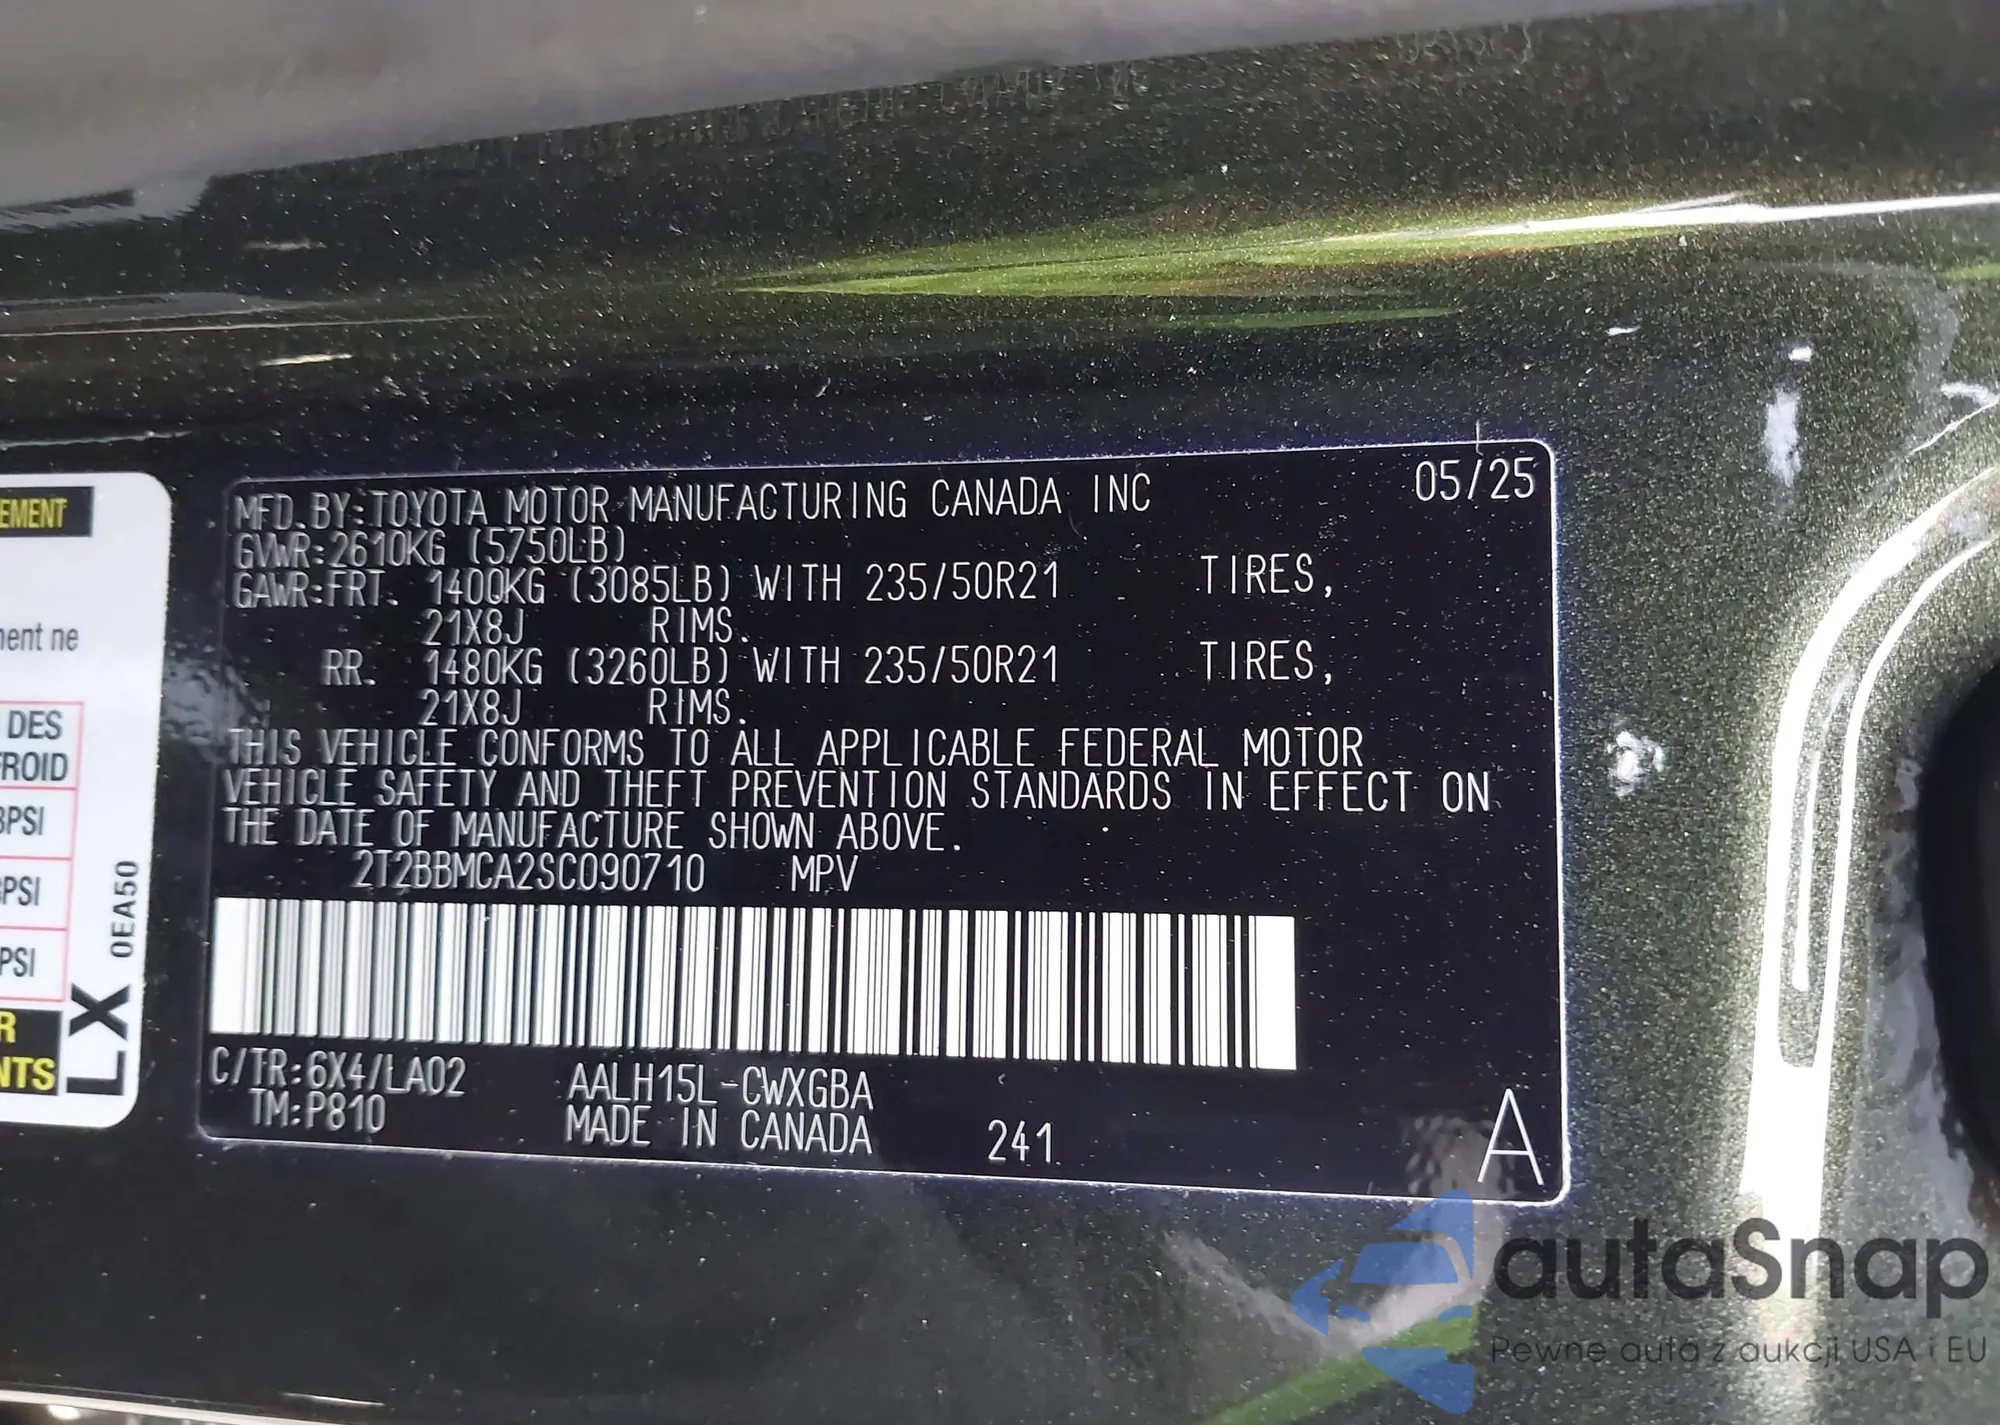 EMENT
ment ne
DES
FROID
PSI
PSI
PSI
R
NTS
LX
0EA50
MFD. BY:TOYOTA MOTOR MANUFACTURING CANADA INC 05/25
GVWR:2610KG (5750LB)
GAWR:FRT. 1400KG (3085LB) WITH 235/50R21 TIRES,
21X8J RIMS.
RR. 1480KG (3260LB) WITH 235/50R21 TIRES,
21X8J RIMS.
THIS VEHICLE CONFORMS TO ALL APPLICABLE FEDERAL MOTOR
VEHICLE SAFETY AND THEFT PREVENTION STANDARDS IN EFFECT ON
THE DATE OF MANUFACTURE SHOWN ABOVE.
2T2BBMCA2SC090710 MPV
C/TR:6X4/LA02 AALH15L-CWXGBA
TM:P810 MADE IN CANADA 241 A
autaSnap
Pewne auta z aukcji USA i EU